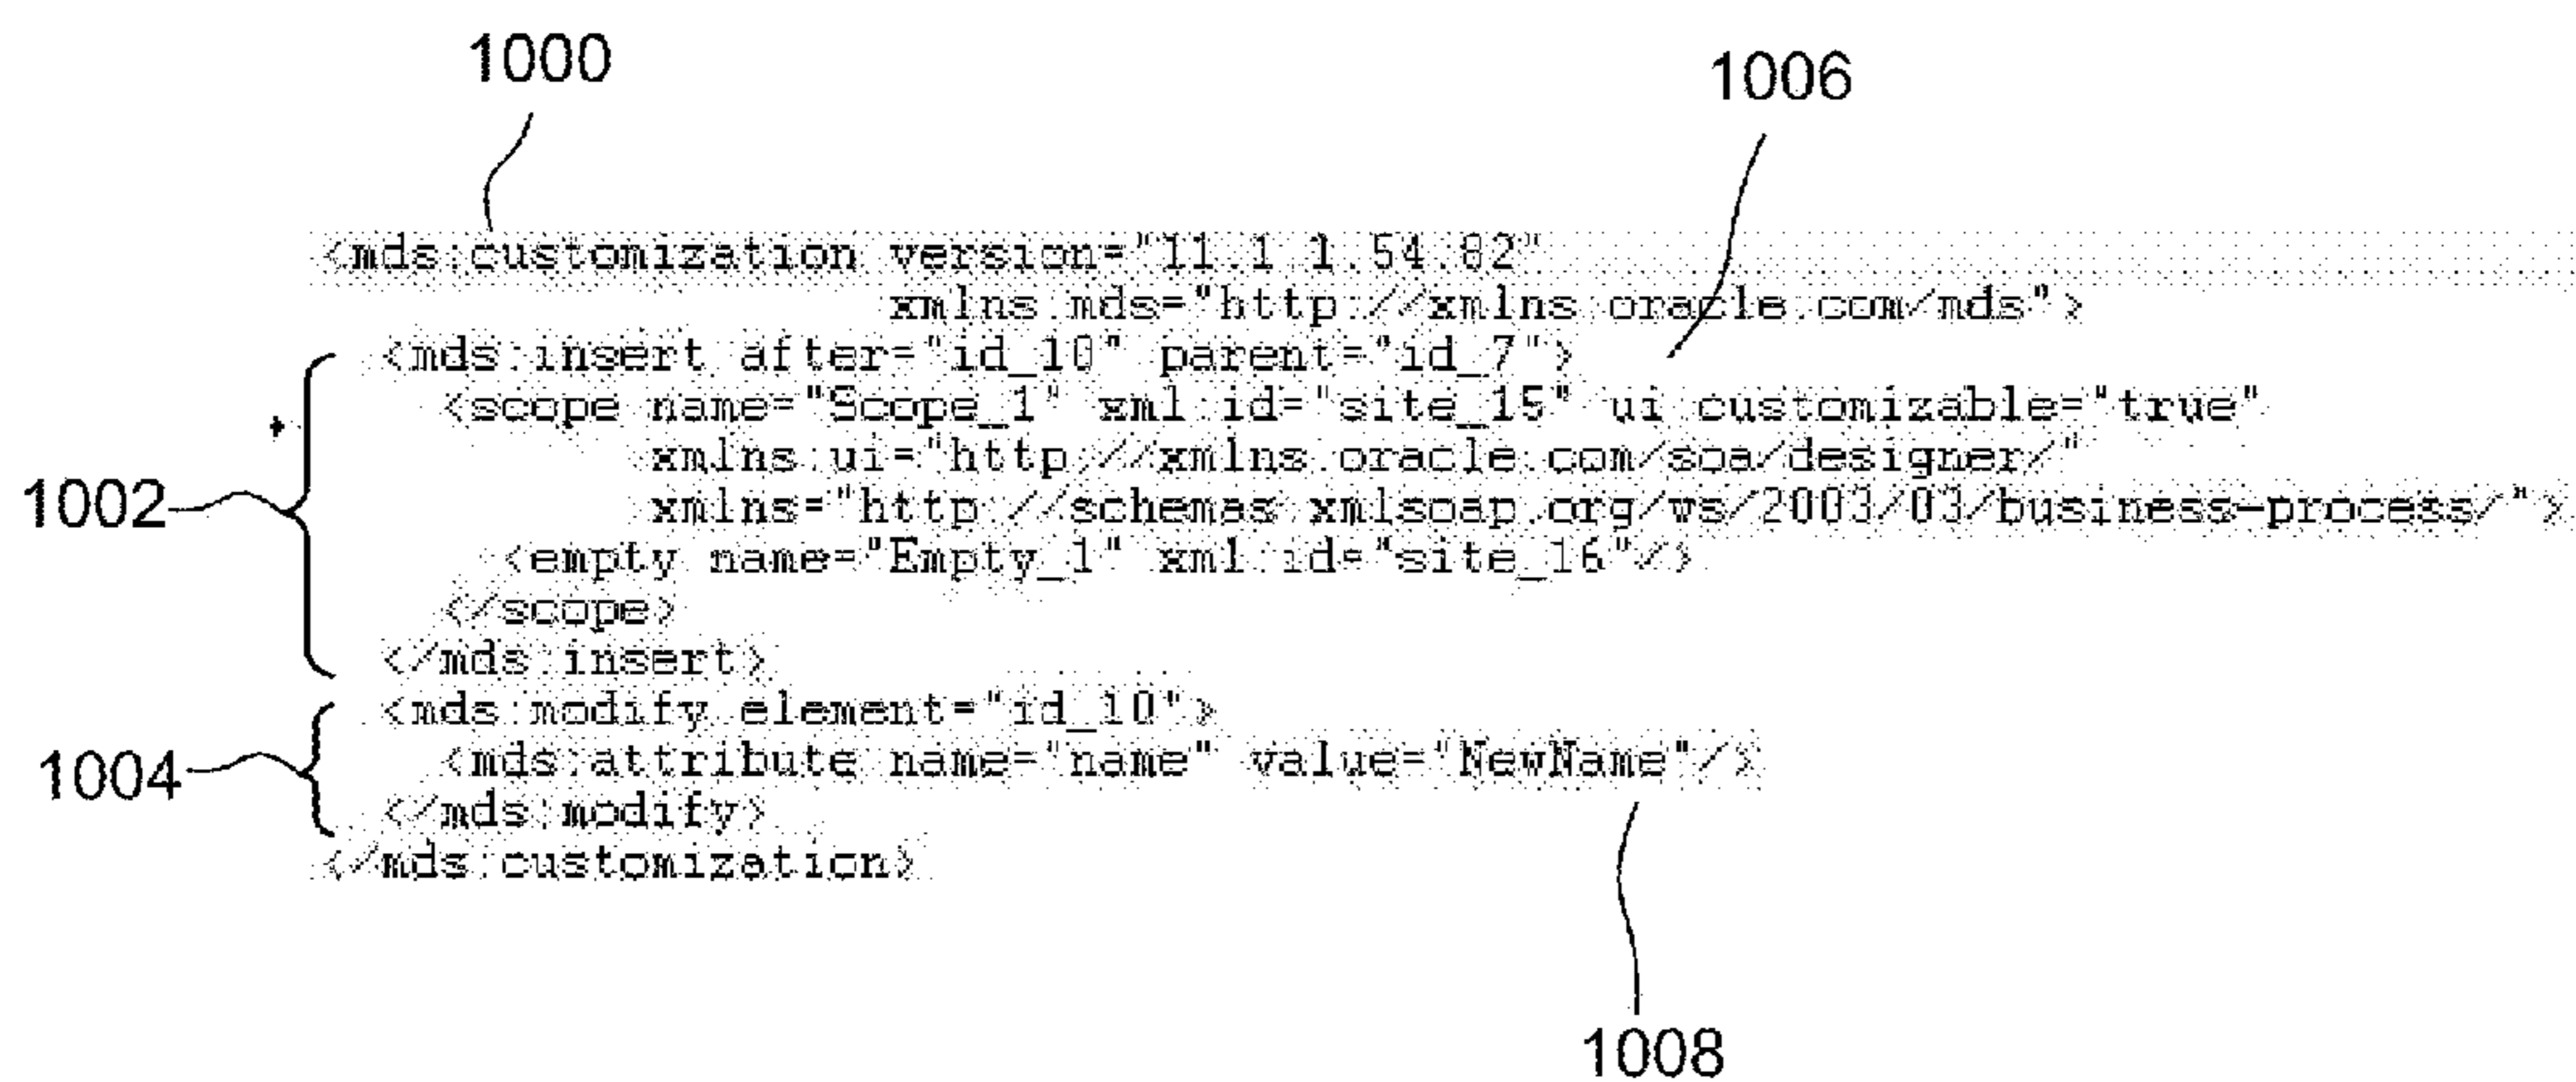 1000
1006
<mds:customization version="11.1.1.54.82"
xmlns:mds="http://xmlns.oracle.com/mds">
<mds:insert after="id_10" parent="id_7">
<scope name="Scope_1" xml:id="site_15" ui:customizable="true"
xmlns:ui="http://xmlns.oracle.com/soa/designer/"
xmlns="http://schemas.xmlsoap.org/ws/2003/03/business-process/">
1002
<empty name="Empty_1" xml:id="site_16"/>
</scope>
</mds:insert>
<mds:modify element="id_10">
1004
<mds:attribute name="name" value="NewName"/>
</mds:modify>
</mds:customization>
1008